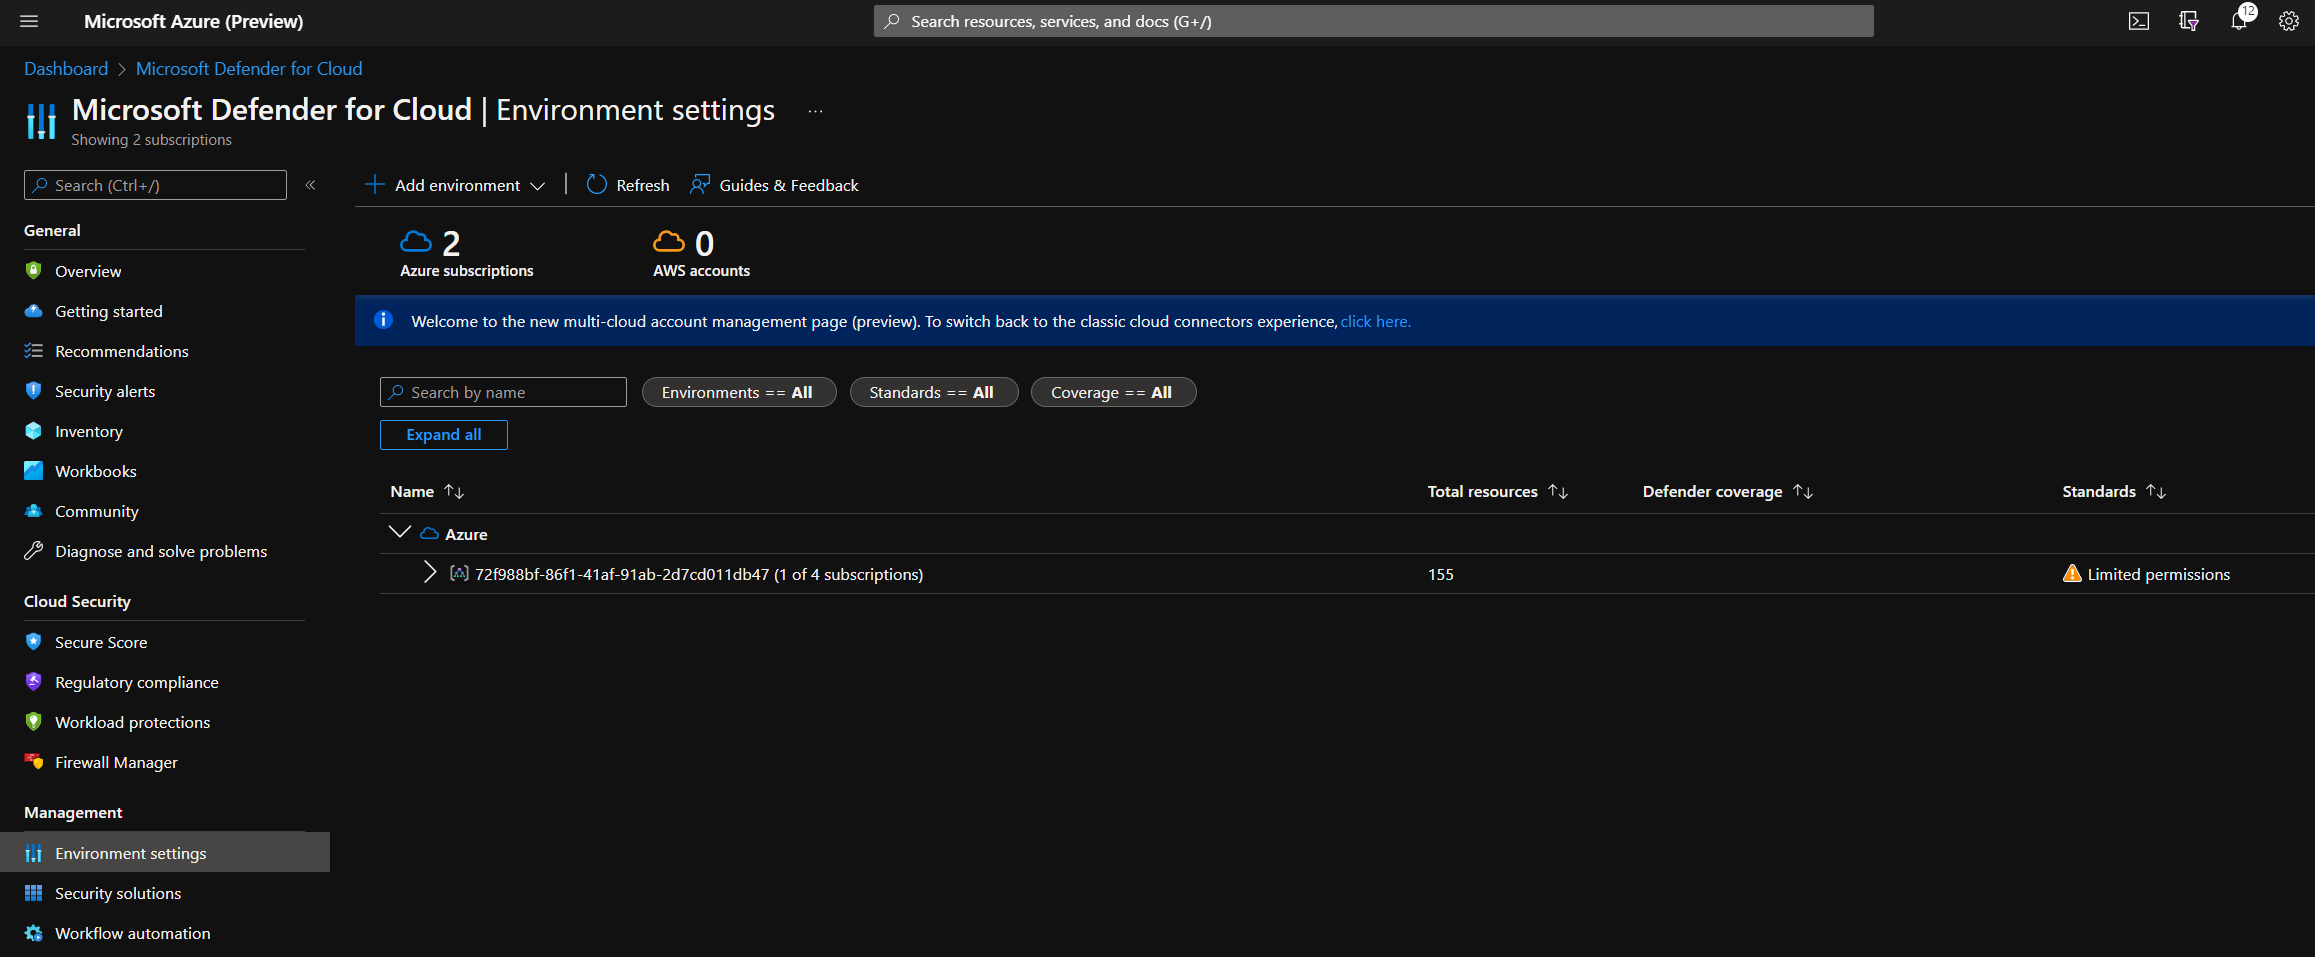 Microsoft Azure (Preview)
Search resources, services, and docs (G+/)
12
Dashboard > Microsoft Defender for Cloud
Microsoft Defender for Cloud | Environment settings ...
Showing 2 subscriptions
Search (Ctrl+/) «
General
Overview
Getting started
Recommendations
Security alerts
Inventory
Workbooks
Community
Diagnose and solve problems
Cloud Security
Secure Score
Regulatory compliance
Workload protections
Firewall Manager
Management
Environment settings
Security solutions
Workflow automation
Add environment | Refresh Guides & Feedback
2
Azure subscriptions
0
AWS accounts
Welcome to the new multi-cloud account management page (preview). To switch back to the classic cloud connectors experience, click here.
Search by name
Environments == All
Standards == All
Coverage == All
Expand all
Name ↑↓ Total resources ↑↓ Defender coverage ↑↓ Standards ↑↓
Azure
72f988bf-86f1-41af-91ab-2d7cd011db47 (1 of 4 subscriptions) 155 Limited permissions